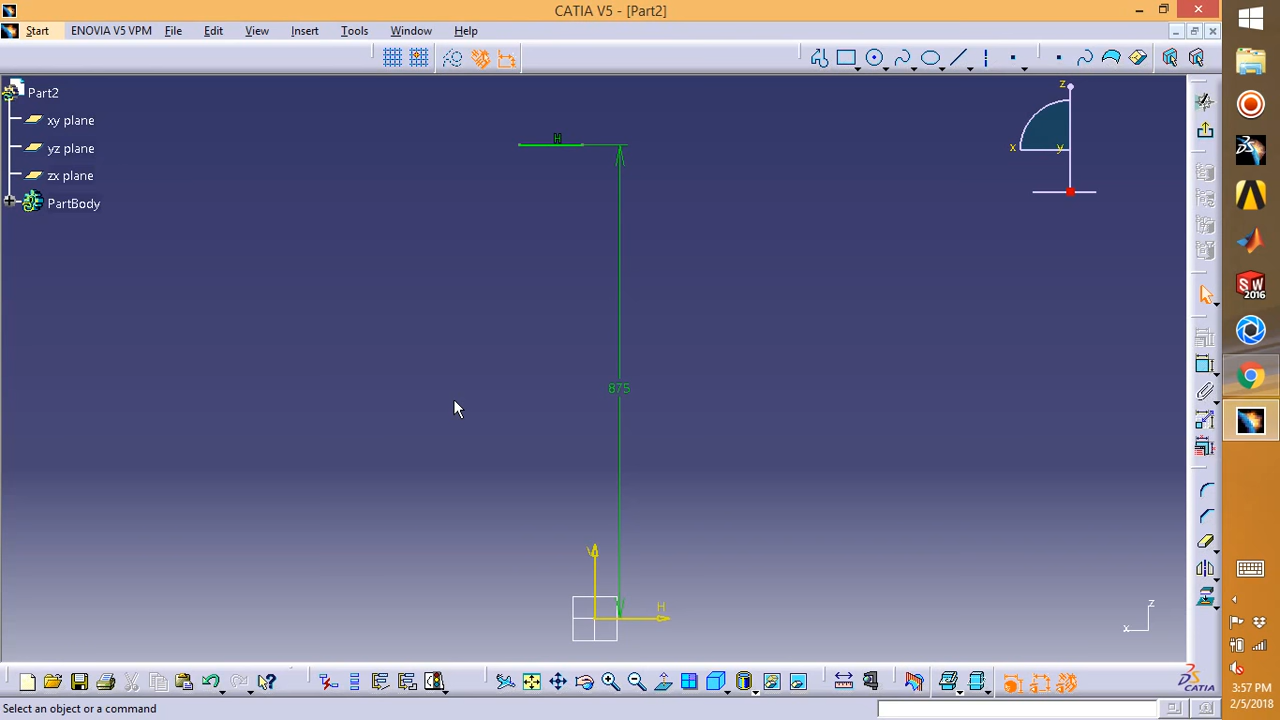 CATIA V5 - [Part2]
Start ENOVIA V5 VPM File Edit View Insert Tools Window Help
Part2
xy plane
yz plane
zx plane
PartBody
H
875
V
H
V
z
x y
z
x
SW
2016
CATIA
Select an object or a command
3:57 PM
2/5/2018